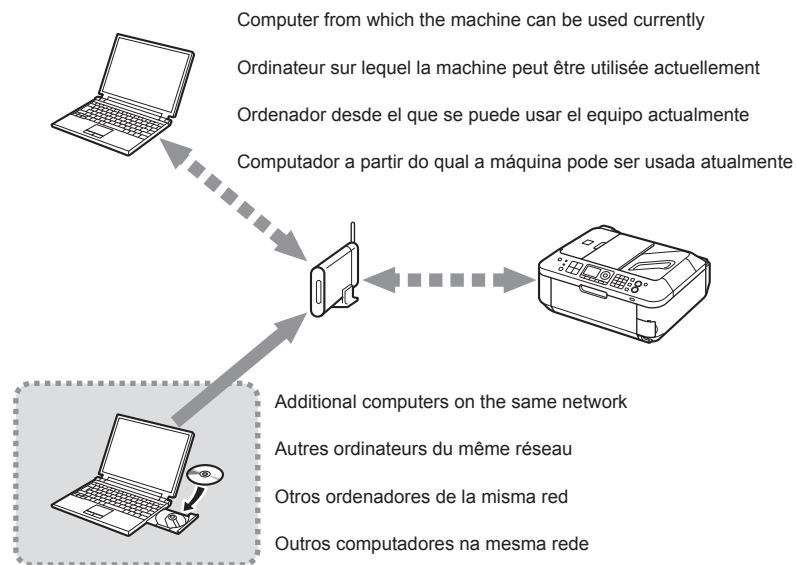 Computer from which the machine can be used currently
Ordinateur sur lequel la machine peut être utilisée actuellement
Ordenador desde el que se puede usar el equipo actualmente
Computador a partir do qual a máquina pode ser usada atualmente
Additional computers on the same network
Autres ordinateurs du même réseau
Otros ordenadores de la misma red
Outros computadores na mesma rede